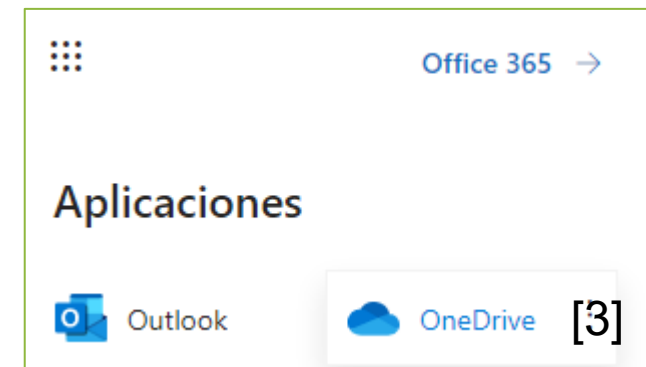 Office 365 →
Aplicaciones
Outlook
OneDrive [3]